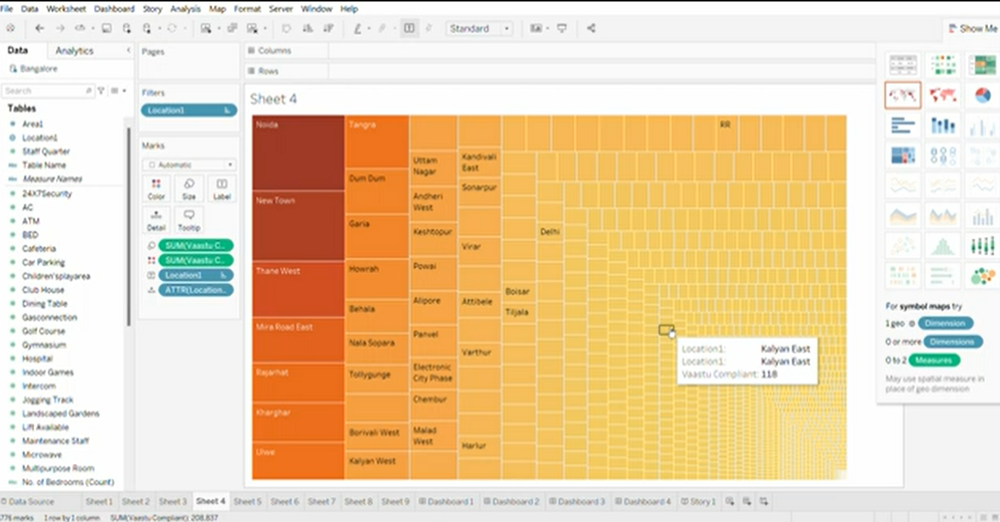 File Data Worksheet Dashboard Story Analysis Map Format Server Window Help
Standard
Show Me
Data Analytics
Bangalore
Search
Tables
Area1
Location1
Staff Quarter
Table Name
Measure Names
24X7Security
AC
ATM
BED
Cafeteria
Car Parking
Children'splayarea
Club House
Dining Table
Gasconnection
Golf Course
Gymnasium
Hospital
Indoor Games
Intercom
Jogging Track
Landscaped Gardens
Lift Available
Maintenance Staff
Microwave
Multipurpose Room
No. of Bedrooms (Count)
Pages
Filters
Location1
Marks
Automatic
Color Size Label
Detail Tooltip
SUM(Vaastu C..
SUM(Vaastu C..
Location1
ATTR(Location..
Columns
Rows
Sheet 4
Noida
New Town
Thane West
Mira Road East
Rajarhat
Kharghar
Ulwe
Tangra
Dum Dum
Garia
Howrah
Behala
Nala Sopara
Tollygunge
Borivali West
Kalyan West
Uttam
Nagar
Andheri
West
Keshtopur
Powai
Alipore
Panvel
Electronic
City Phase
Chembur
Malad
West
Kandivali
East
Sonarpur
Virar
Attibele
Varthur
Harlur
Boisar
Tiljala
Delhi
RR
Location1: Kalyan East
Location1: Kalyan East
Vaastu Compliant: 118
For symbol maps try
1 geo Dimension
0 or more Dimensions
0 to 2 Measures
May use spatial measure in
place of geo dimension
Data Source Sheet 1 Sheet 2 Sheet 3 Sheet 4 Sheet 5 Sheet 6 Sheet 7 Sheet 8 Sheet 9 Dashboard 1 Dashboard 2 Dashboard 3 Dashboard 4 Story 1
776 marks 1 row by 1 column SUM(Vaastu Compliant): 208,837